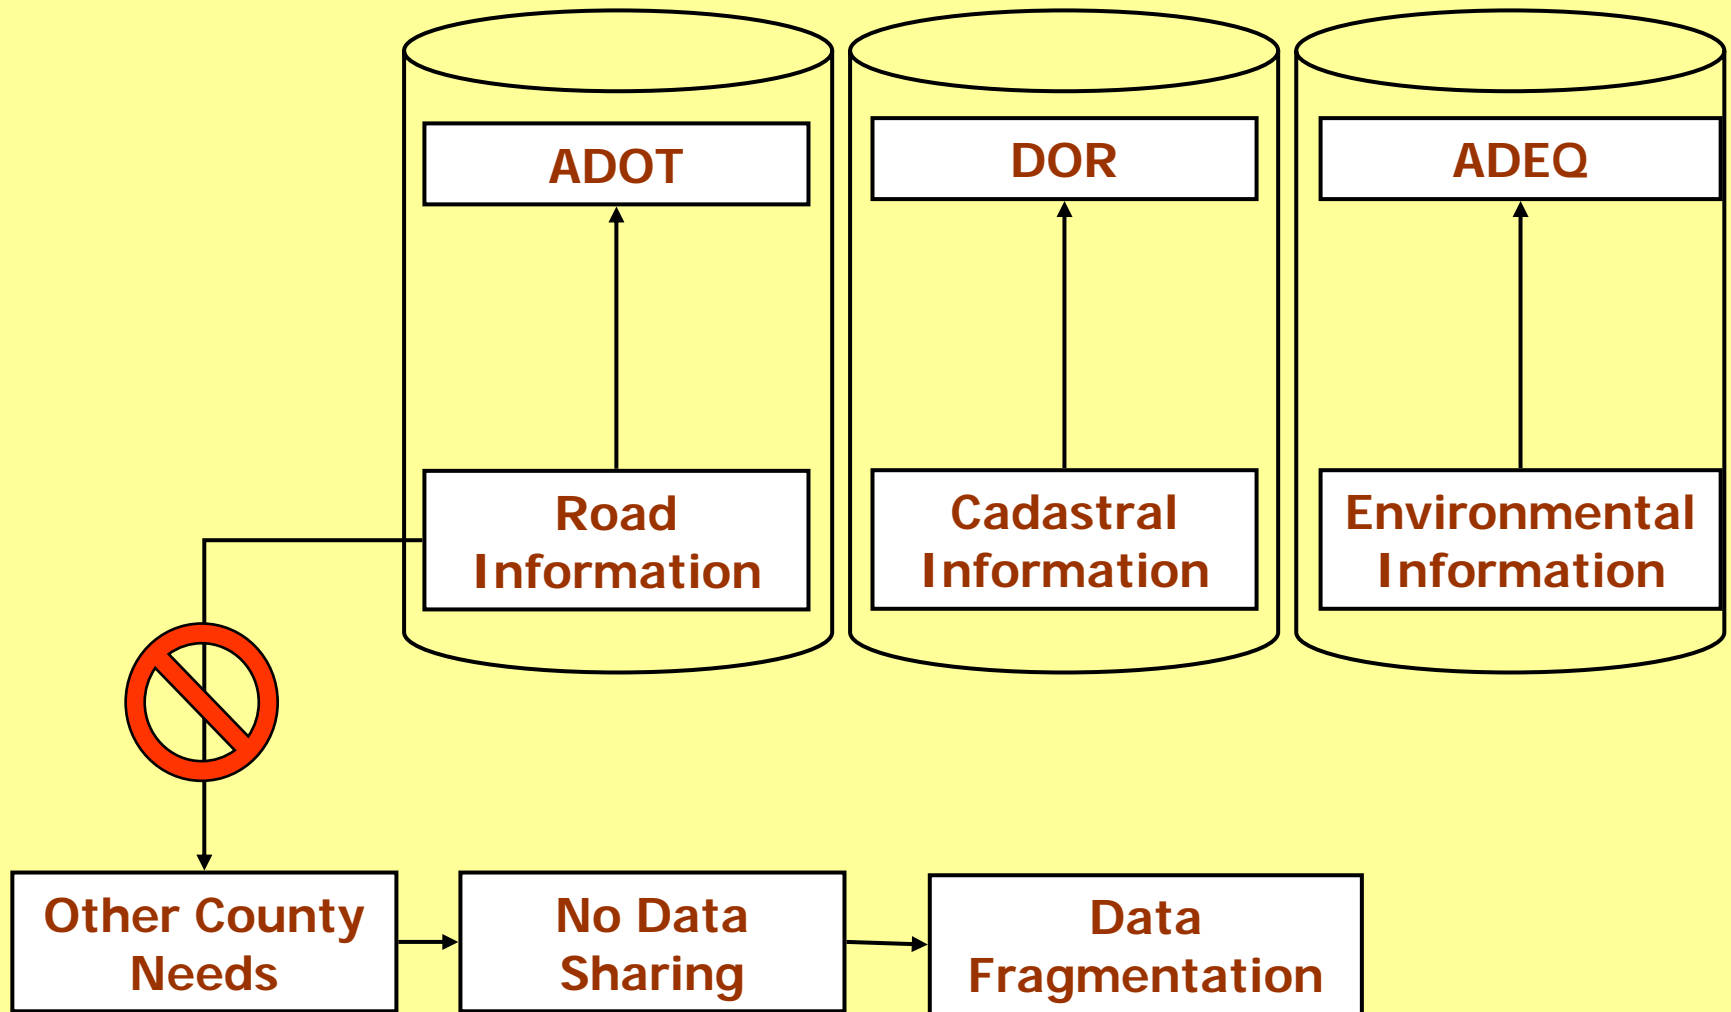 ADOT
DOR
ADEQ
Road
Information
Cadastral
Information
Environmental
Information
Other County
Needs
No Data
Sharing
Data
Fragmentation